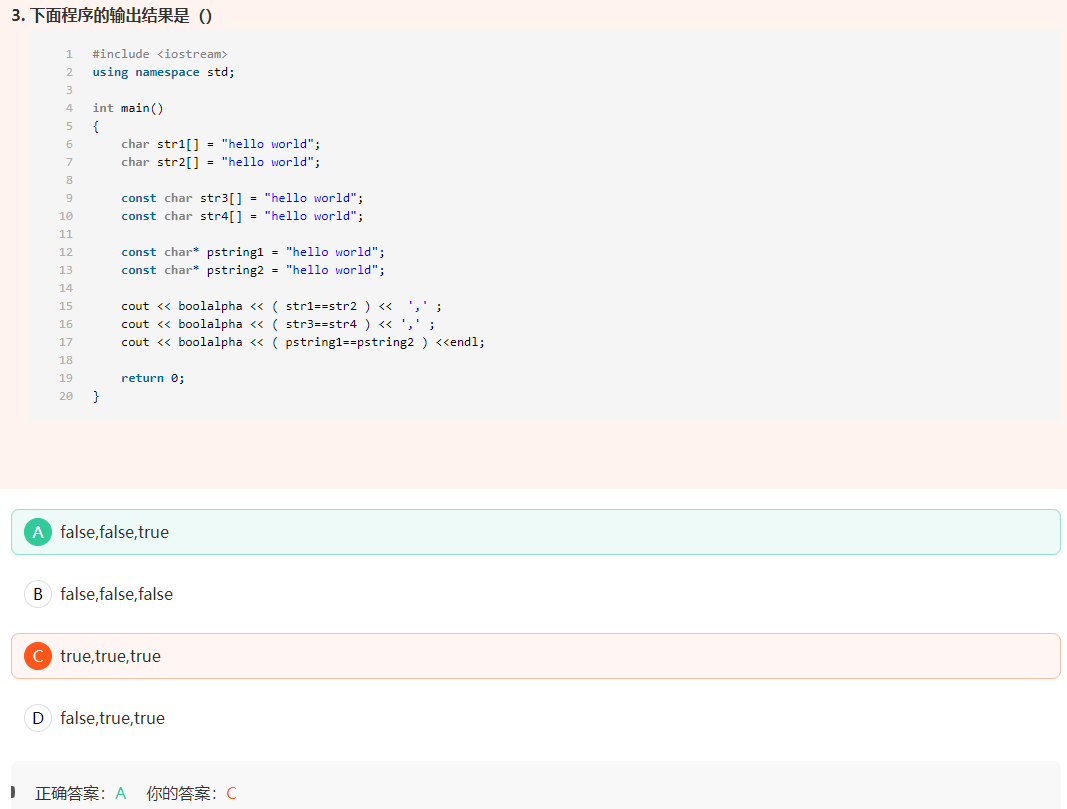 3. 下面程序的输出结果是（）
1 #include <iostream>
2 using namespace std;
3
4 int main()
5 {
6     char str1[] = "hello world";
7     char str2[] = "hello world";
8
9     const char str3[] = "hello world";
10     const char str4[] = "hello world";
11
12     const char* pstring1 = "hello world";
13     const char* pstring2 = "hello world";
14
15     cout << boolalpha << ( str1==str2 ) <<  ',' ;
16     cout << boolalpha << ( str3==str4 ) << ',' ;
17     cout << boolalpha << ( pstring1==pstring2 ) <<endl;
18
19     return 0;
20 }
A false,false,true
B false,false,false
C true,true,true
D false,true,true
正确答案：A 你的答案：C